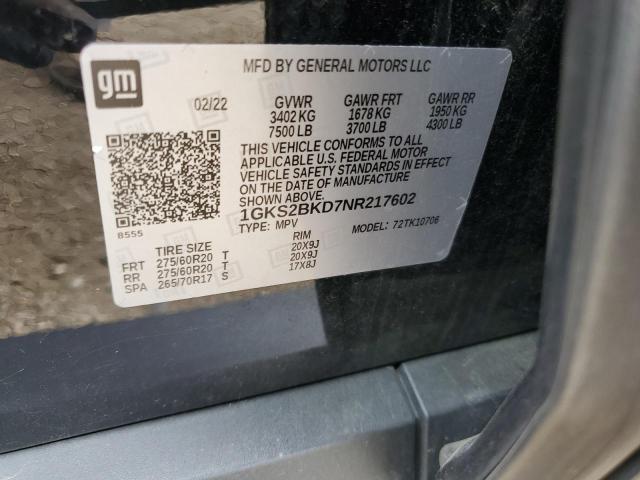 gm
MFD BY GENERAL MOTORS LLC
02/22 GVWR GAWR FRT GAWR RR
3402 KG 1678 KG 1950 KG
7500 LB 3700 LB 4300 LB
THIS VEHICLE CONFORMS TO ALL
APPLICABLE U.S. FEDERAL MOTOR
VEHICLE SAFETY STANDARDS IN EFFECT
ON THE DATE OF MANUFACTURE
SHOWN ABOVE.
1GKS2BKD7NR217602
8555 TYPE: MPV MODEL: 72TK10706
TIRE SIZE RIM
FRT 275/60R20 T 20X9J
RR 275/60R20 T 20X9J
SPA 265/70R17 S 17X8J